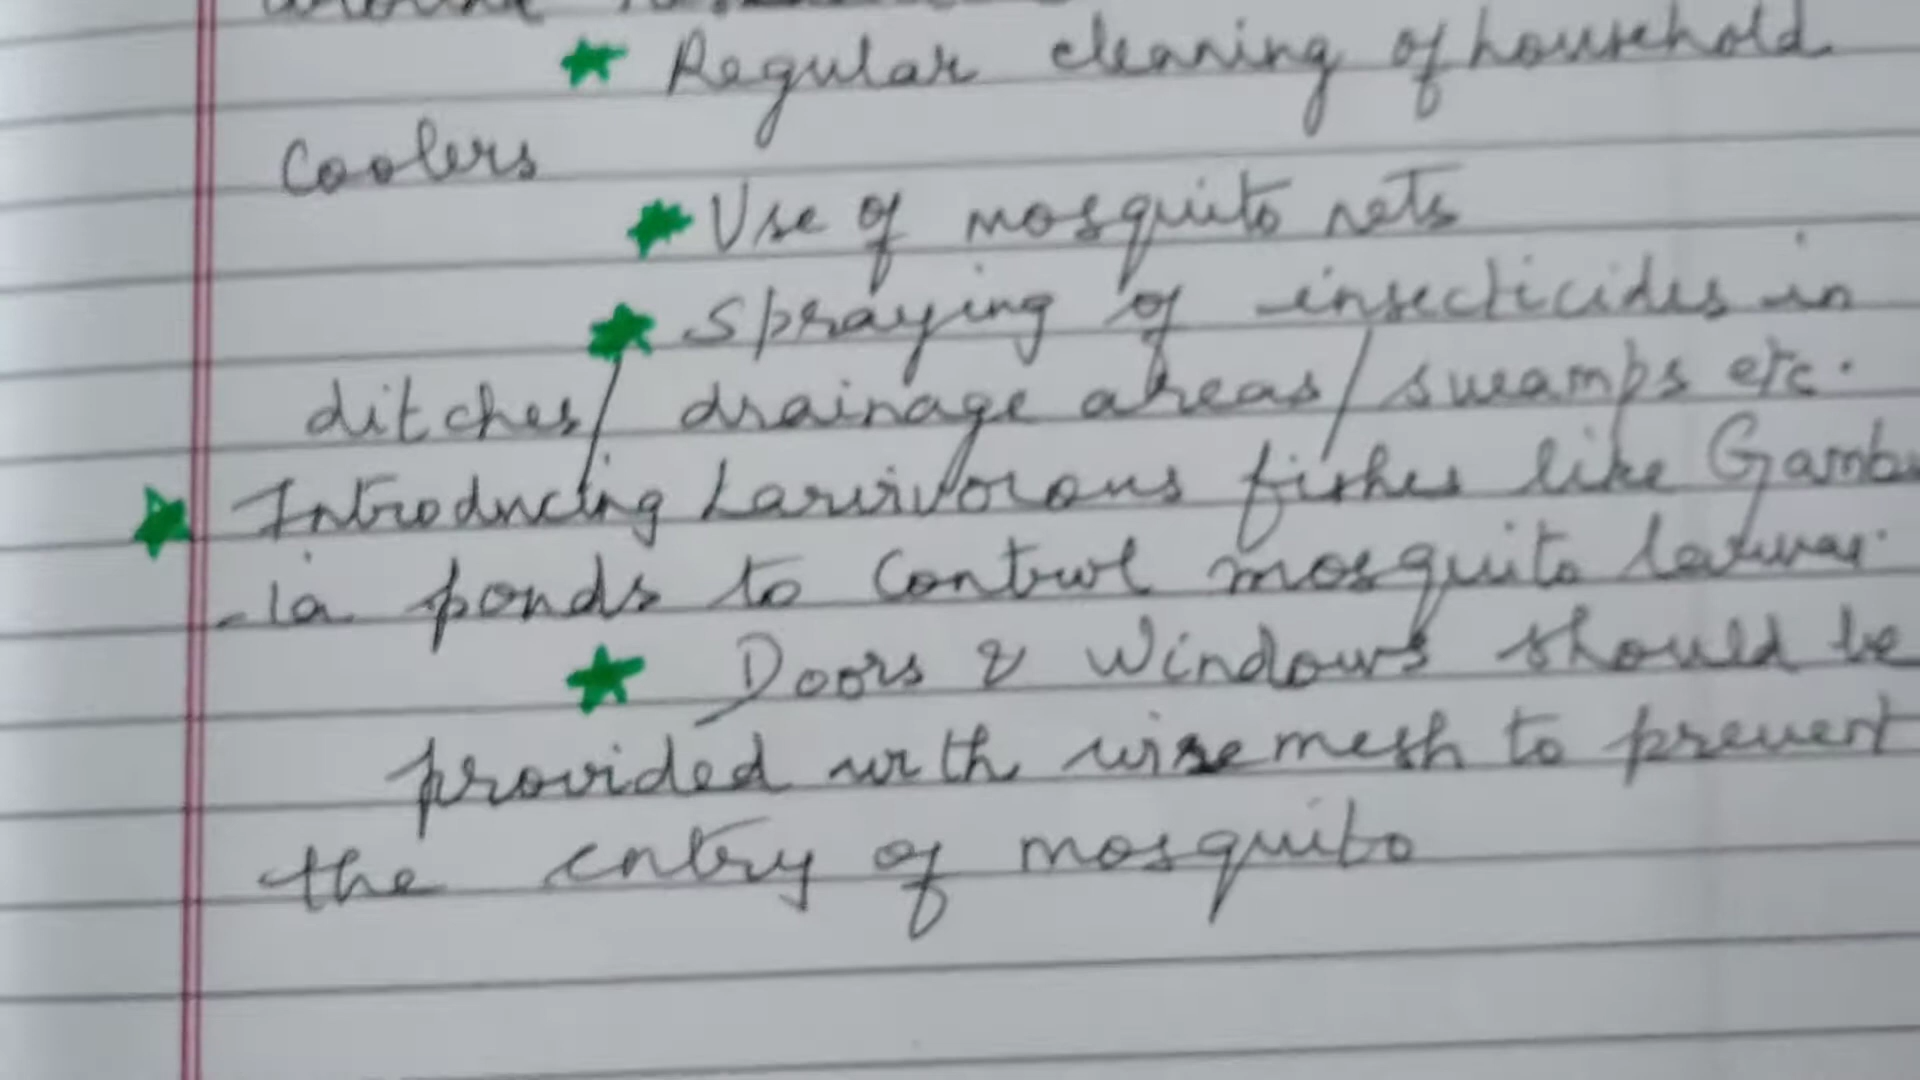 ★ Regular cleaning of household
Coolers
★ Use of mosquito nets
★ Spraying of insecticides in
ditches/ drainage areas/ swamps etc.
★ Introducing Larvivorous fishes like Gambu
-ia ponds to Control mosquito larvae.
★ Doors & Windows should be
provided with wire mesh to prevent
the entry of mosquito